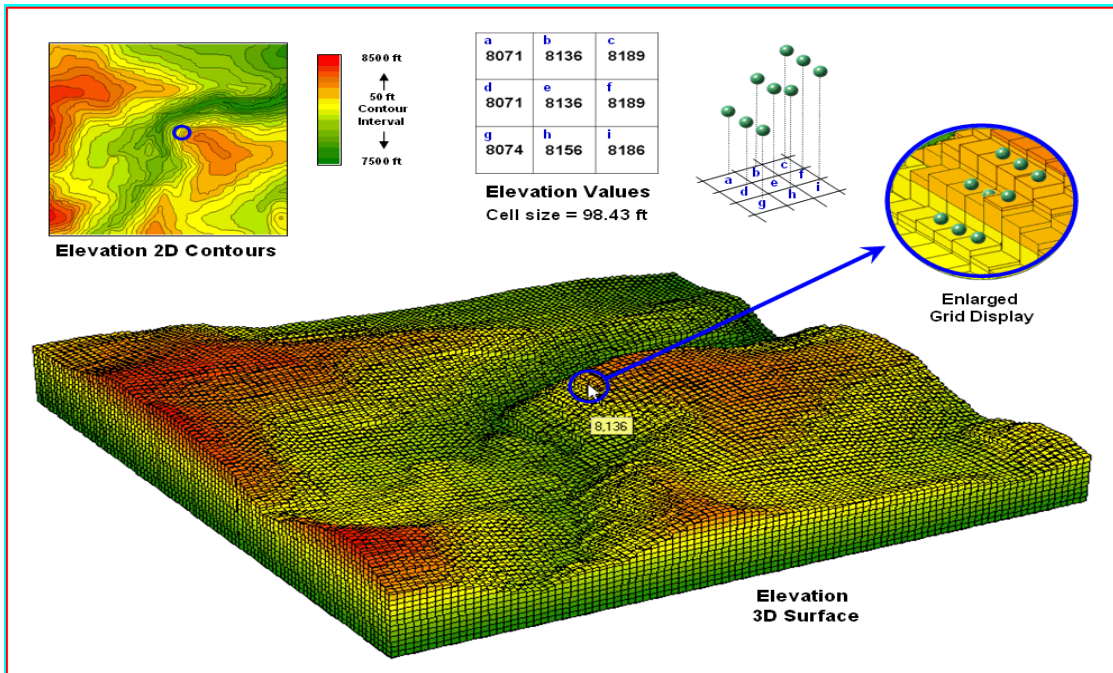 8500 ft
50 ft
Contour
Interval
7500 ft
Elevation 2D Contours
a b c
8071 8136 8189
d e f
8071 8136 8189
g h i
8074 8156 8186
Elevation Values
Cell size = 98.43 ft
c
b f
a e i
d h
g
Enlarged
Grid Display
8,136
Elevation
3D Surface